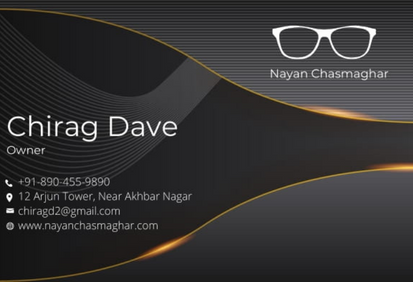 Nayan Chasmaghar
Chirag Dave
Owner
+91-890-455-9890
12 Arjun Tower, Near Akhbar Nagar
chiragd2@gmail.com
www.nayanchasmaghar.com